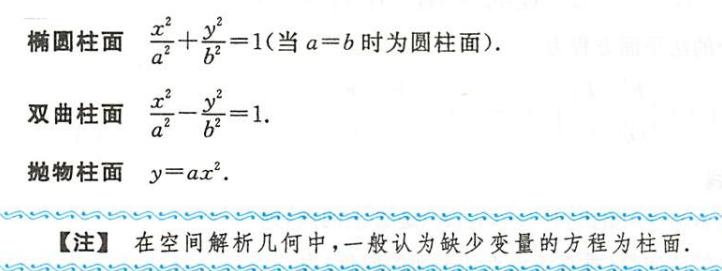 椭圆柱面 $\frac{x^2}{a^2}+\frac{y^2}{b^2}=1$(当 $a=b$ 时为圆柱面).
双曲柱面 $\frac{x^2}{a^2}-\frac{y^2}{b^2}=1.$
抛物柱面 $y=ax^2.$
【注】 在空间解析几何中,一般认为缺少变量的方程为柱面.